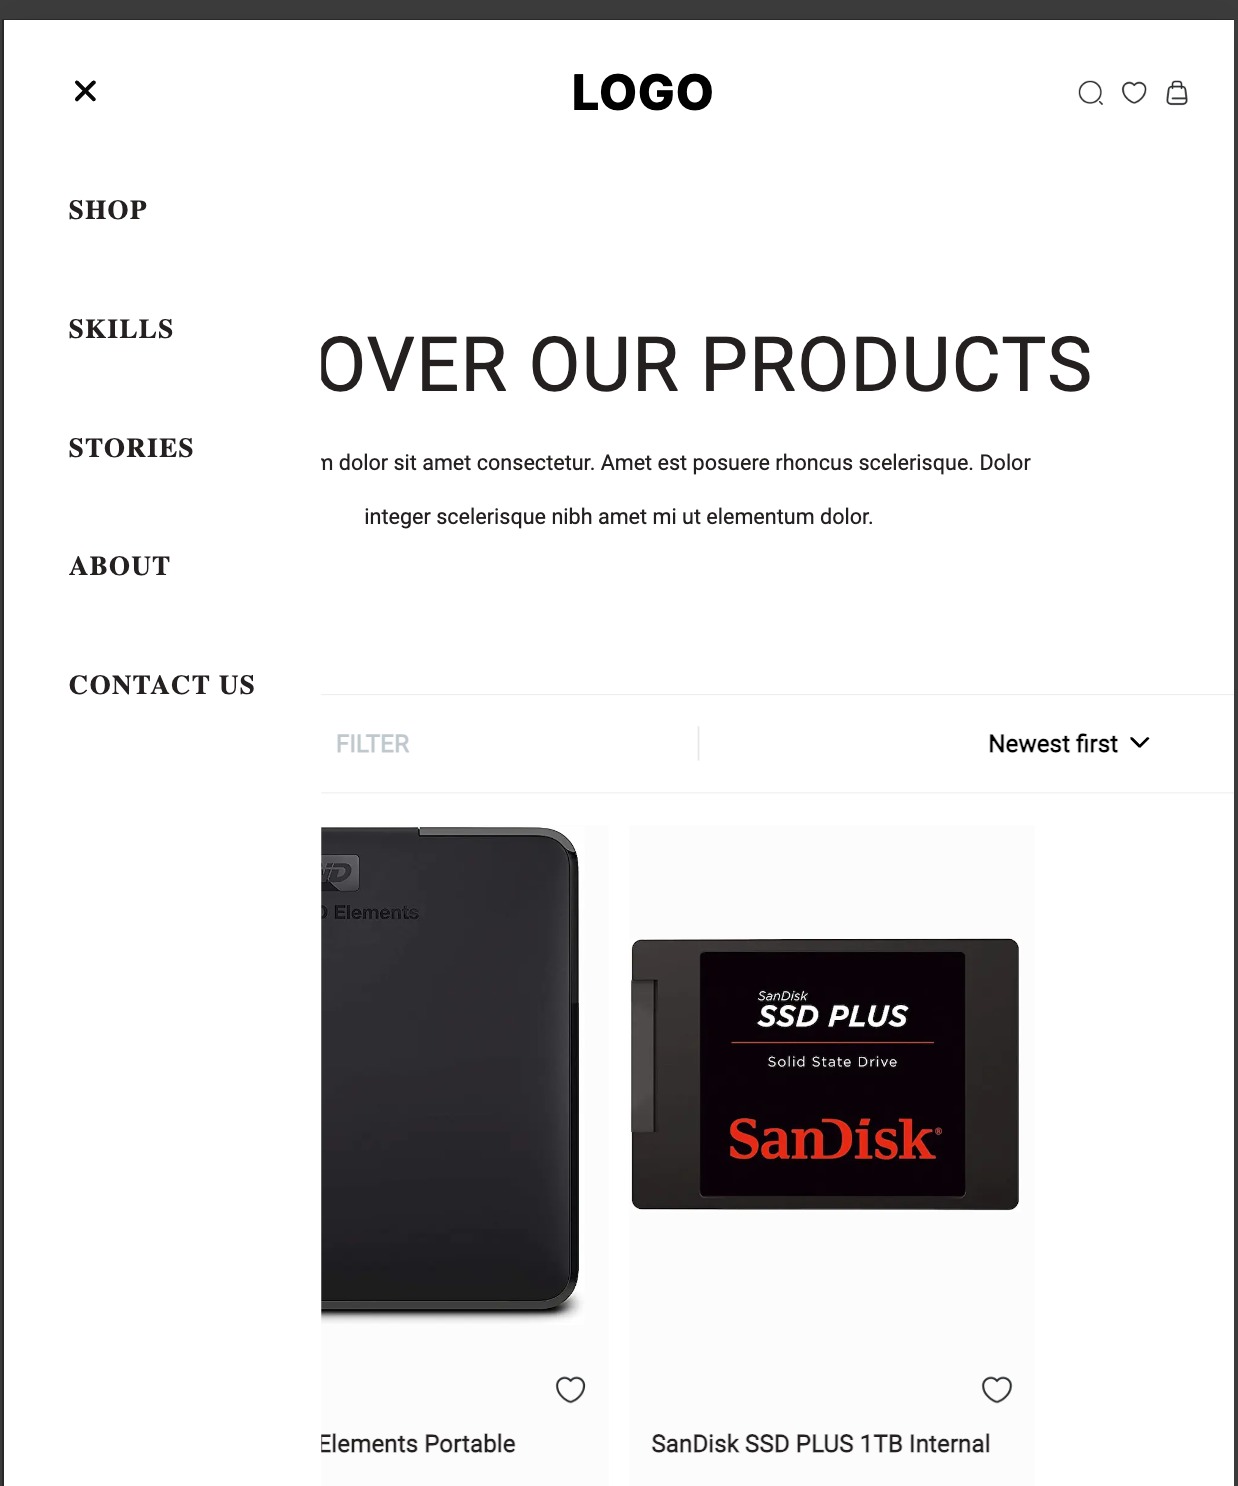 LOGO
SHOP
SKILLS
STORIES
ABOUT
CONTACT US
OVER OUR PRODUCTS
m dolor sit amet consectetur. Amet est posuere rhoncus scelerisque. Dolor
integer scelerisque nibh amet mi ut elementum dolor.
FILTER
Newest first
Elements
SanDisk
SSD PLUS
Solid State Drive
SanDisk®
Elements Portable
SanDisk SSD PLUS 1TB Internal